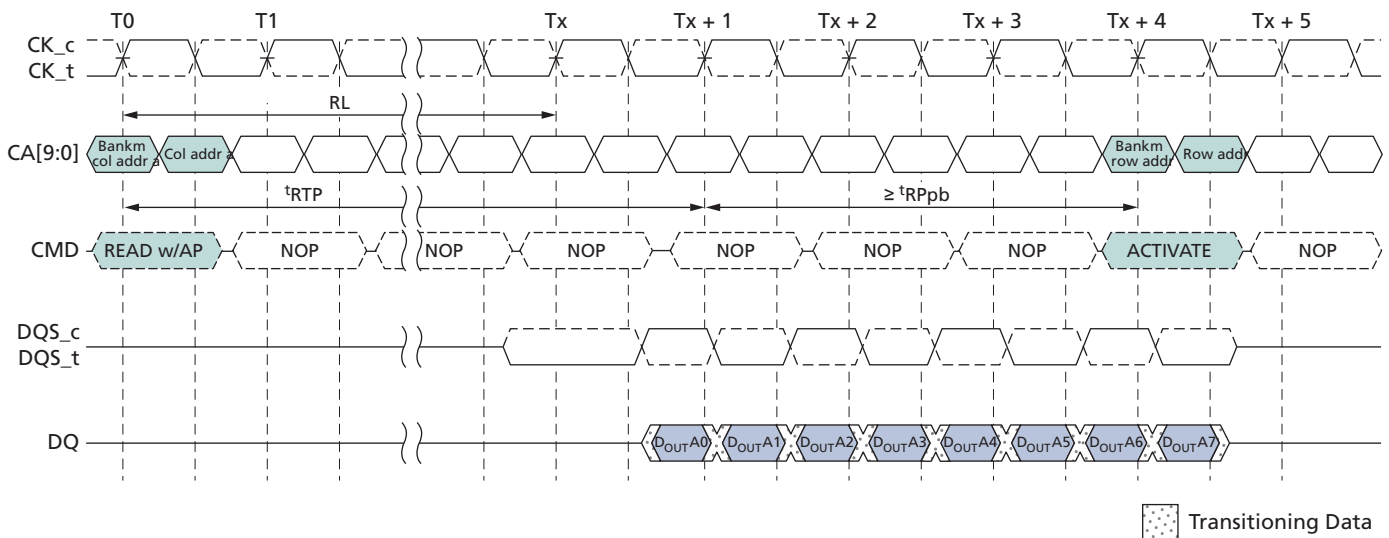 T0 T1 Tx Tx + 1 Tx + 2 Tx + 3 Tx + 4 Tx + 5
CK_c
CK_t
RL
CA[9:0] Bankm col addr a Col addr a Bankm row addr Row addr
tRTP ≥ tRPpb
CMD READ w/AP NOP NOP NOP NOP NOP NOP ACTIVATE NOP
DQS_c
DQS_t
DQ DOUTA0 DOUTA1 DOUTA2 DOUTA3 DOUTA4 DOUTA5 DOUTA6 DOUTA7
Transitioning Data